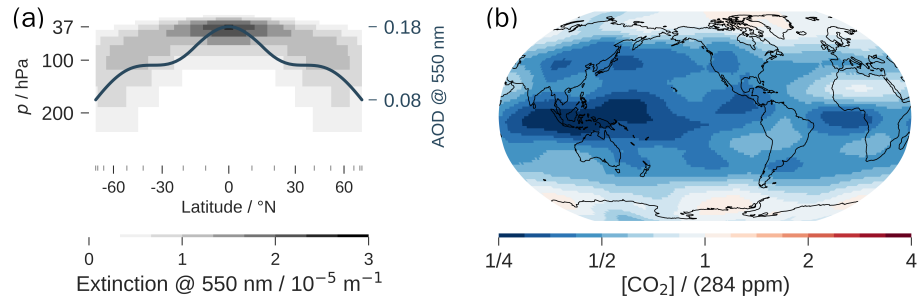 (a)
37
100
200
p / hPa
0.18
0.08
AOD @ 550 nm
-60
-30
0
30
60
Latitude / °N
0
1
2
3
Extinction @ 550 nm / 10⁻⁵ m⁻¹
(b)
1/4
1/2
1
2
4
[CO₂] / (284 ppm)